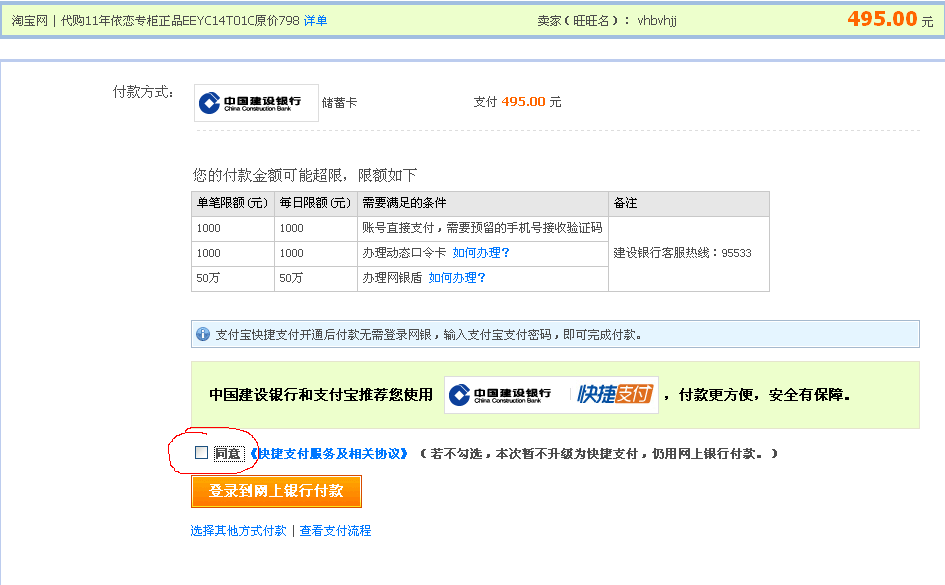 淘宝网 | 代购11年依恋专柜正品EEYC14T01C原价798 详单 卖家(旺旺名): vhbvhjj 495.00 元
付款方式: 中国建设银行 China Construction Bank 储蓄卡 支付 495.00 元
您的付款金额可能超限,限额如下
单笔限额(元) 每日限额(元) 需要满足的条件 备注
1000 1000 账号直接支付,需要预留的手机号接收验证码
1000 1000 办理动态口令卡 如何办理? 建设银行客服热线:95533
50万 50万 办理网银盾 如何办理?
支付宝快捷支付开通后付款无需登录网银,输入支付宝支付密码,即可完成付款。
中国建设银行和支付宝推荐您使用 中国建设银行 China Construction Bank 快捷支付 ,付款更方便,安全有保障。
同意 《快捷支付服务及相关协议》 (若不勾选,本次暂不升级为快捷支付,仍用网上银行付款。)
登录到网上银行付款
选择其他方式付款 | 查看支付流程